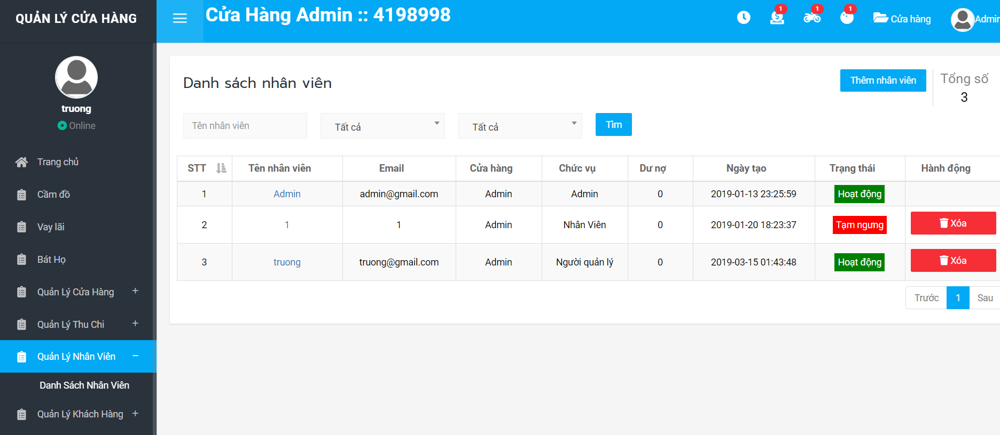 QUẢN LÝ CỬA HÀNG
Cửa Hàng Admin :: 4198998
1
1
1
Cửa hàng
Admin
truong
Online
Trang chủ
Cầm đồ
Vay lãi
Bát Họ
Quản Lý Cửa Hàng +
Quản Lý Thu Chi +
Quản Lý Nhân Viên −
Danh Sách Nhân Viên
Quản Lý Khách Hàng +
Danh sách nhân viên
Thêm nhân viên
Tổng số
3
Tên nhân viên
Tất cả
Tất cả
Tìm
STT Tên nhân viên Email Cửa hàng Chức vụ Dư nợ Ngày tạo Trạng thái Hành động
1 Admin admin@gmail.com Admin Admin 0 2019-01-13 23:25:59 Hoạt động
2 1 1 Admin Nhân Viên 0 2019-01-20 18:23:37 Tạm ngưng Xóa
3 truong truong@gmail.com Admin Người quản lý 0 2019-03-15 01:43:48 Hoạt động Xóa
Trước 1 Sau